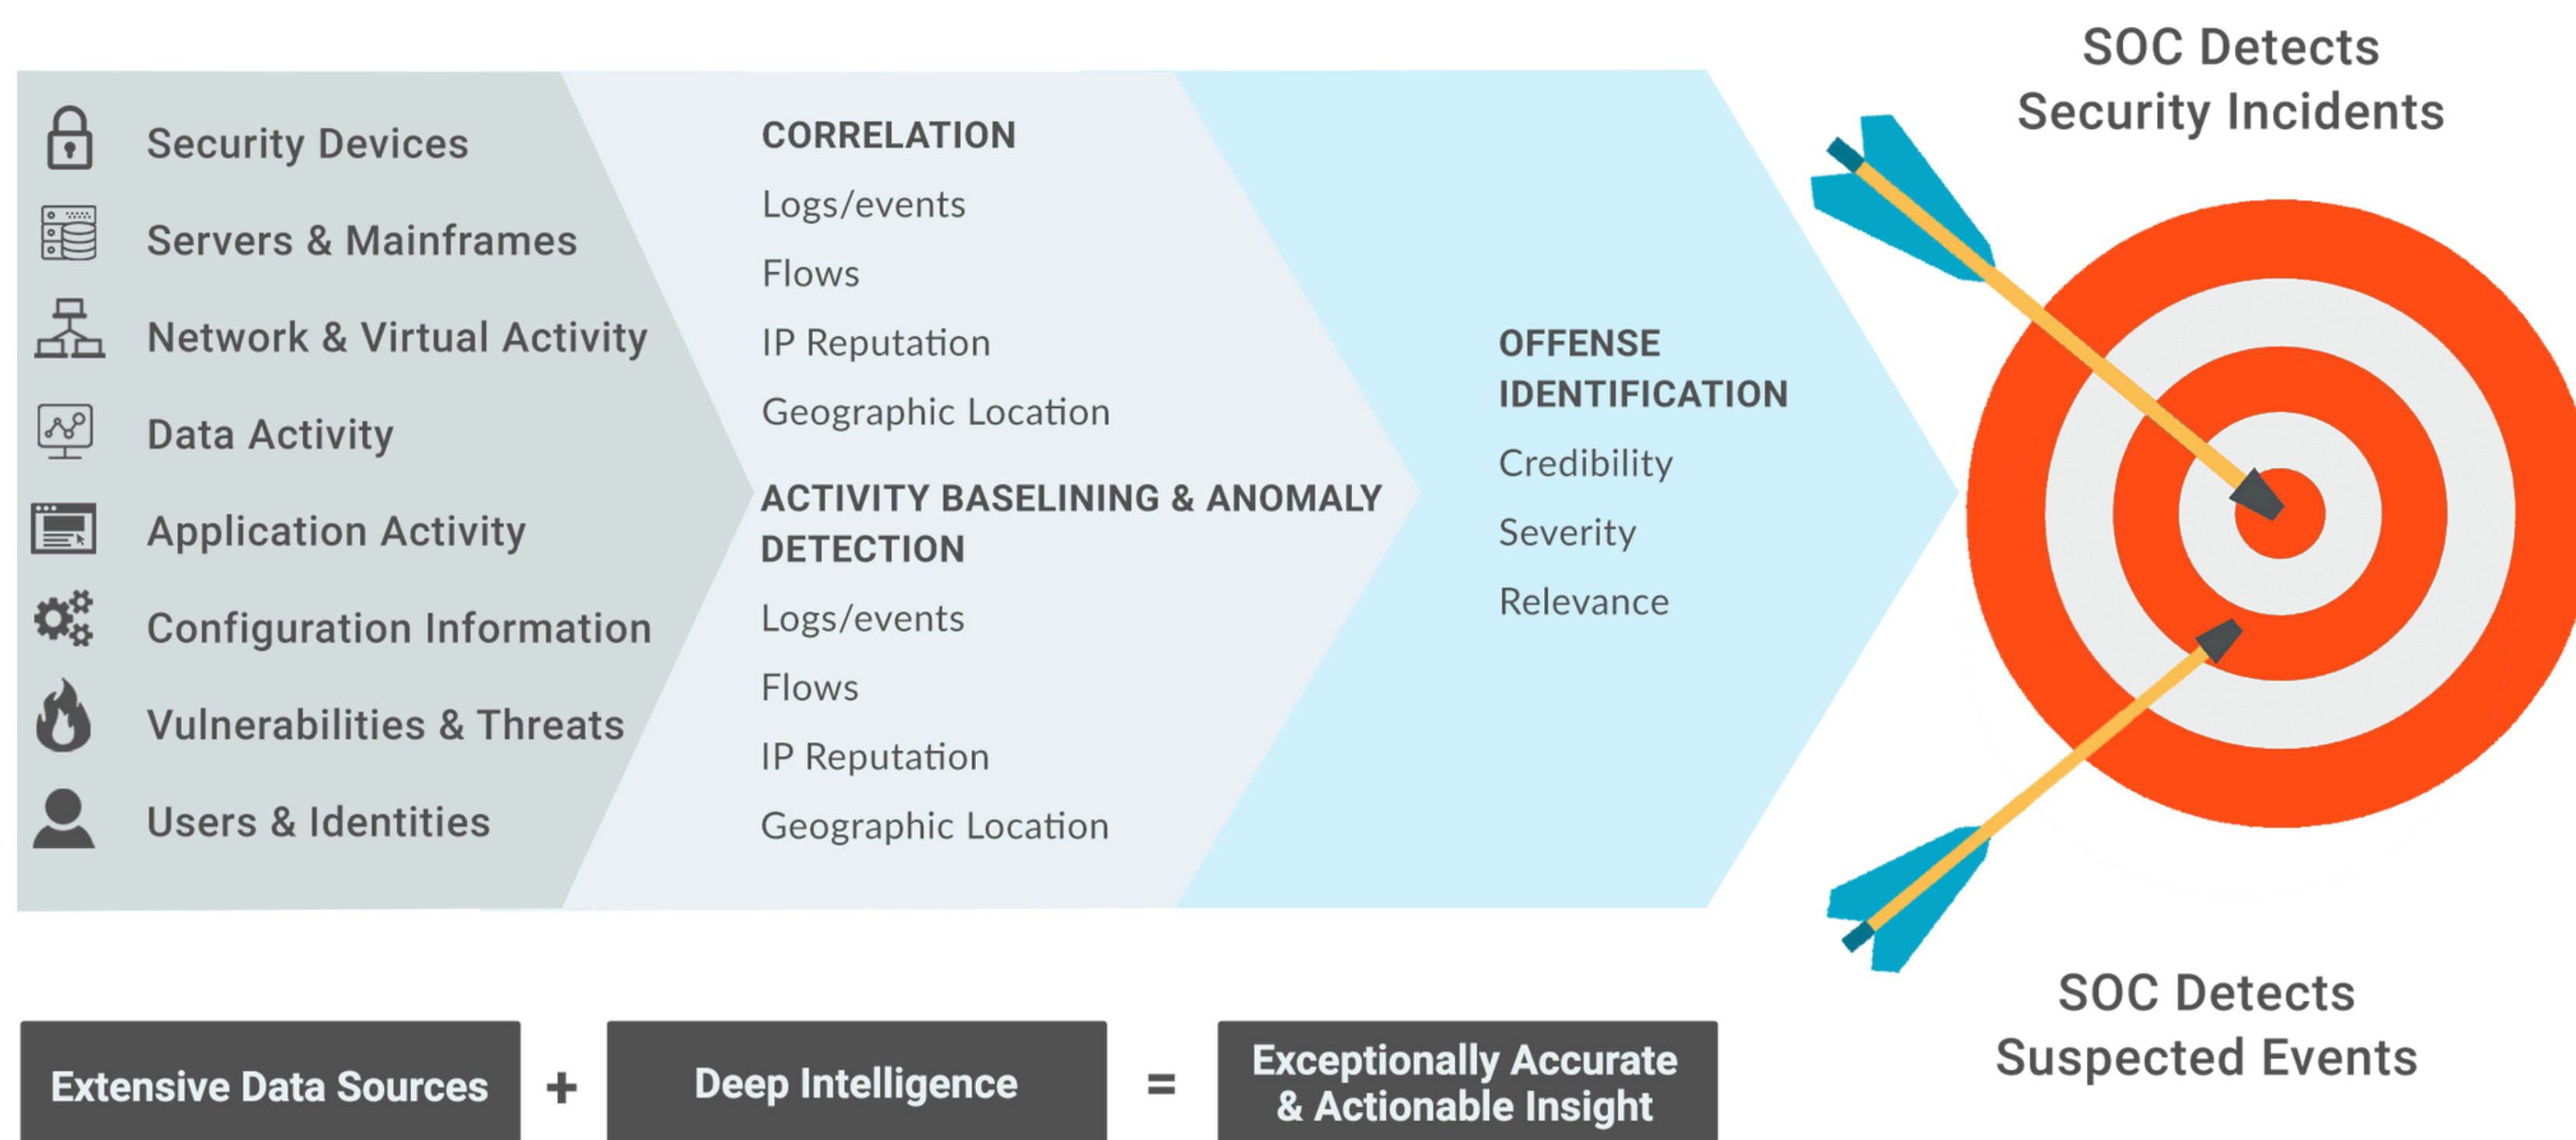 SOC Detects
Security Incidents
Security Devices
Servers & Mainframes
Network & Virtual Activity
Data Activity
Application Activity
Configuration Information
Vulnerabilities & Threats
Users & Identities
CORRELATION
Logs/events
Flows
IP Reputation
Geographic Location
ACTIVITY BASELINING & ANOMALY
DETECTION
Logs/events
Flows
IP Reputation
Geographic Location
OFFENSE
IDENTIFICATION
Credibility
Severity
Relevance
SOC Detects
Suspected Events
Extensive Data Sources
+
Deep Intelligence
=
Exceptionally Accurate
& Actionable Insight